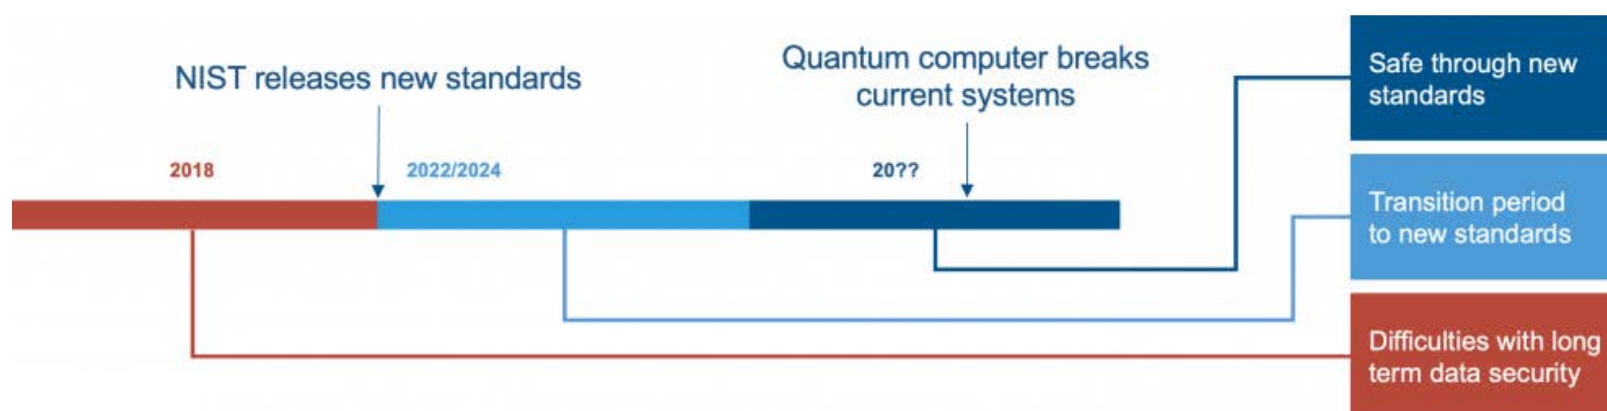 NIST releases new standards
Quantum computer breaks
current systems
2018
2022/2024
20??
Safe through new
standards
Transition period
to new standards
Difficulties with long
term data security